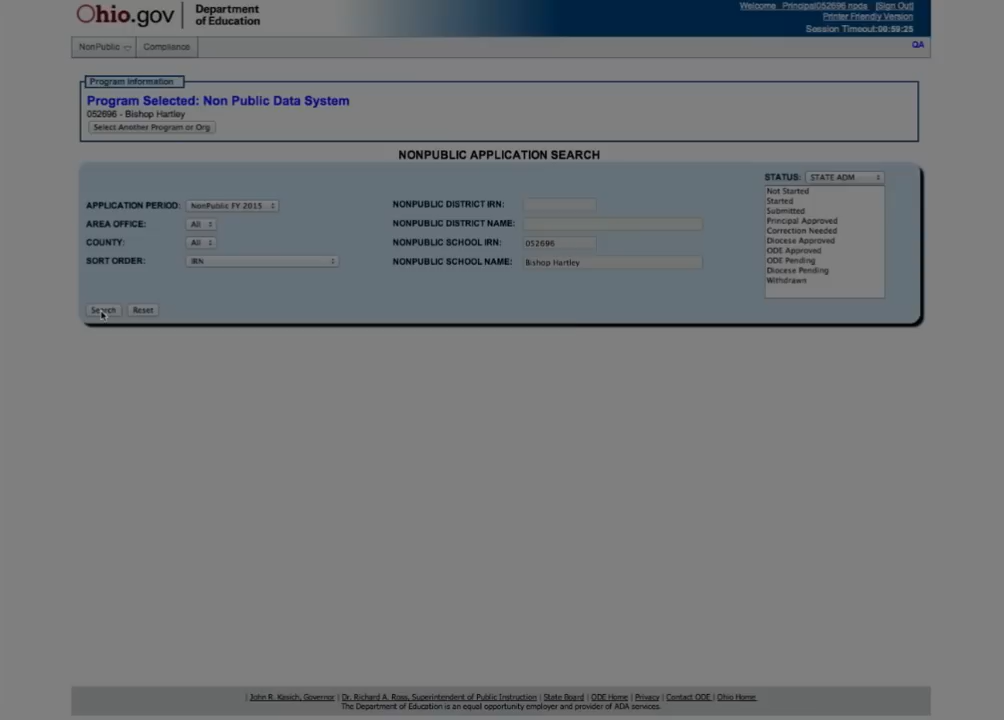 Ohio.gov
Department
of Education
Welcome Principal052696 npda [Sign Out]
Printer Friendly Version
Session Timeout:00:59:25
NonPublic
Compliance
QA
Program Information
Program Selected: Non Public Data System
052696 - Bishop Hartley
Select Another Program or Org
NONPUBLIC APPLICATION SEARCH
STATUS: STATE ADM
Not Started
Started
Submitted
Principal Approved
Correction Needed
Diocese Approved
ODE Approved
ODE Pending
Diocese Pending
Withdrawn
APPLICATION PERIOD: NonPublic FY 2015
AREA OFFICE: All
COUNTY: All
SORT ORDER: IRN
NONPUBLIC DISTRICT IRN:
NONPUBLIC DISTRICT NAME:
NONPUBLIC SCHOOL IRN: 052696
NONPUBLIC SCHOOL NAME: Bishop Hartley
Search
Reset
| John R. Kasich, Governor | Dr. Richard A. Ross, Superintendent of Public Instruction | State Board | ODE Home | Privacy | Contact ODE | Ohio Home
The Department of Education is an equal opportunity employer and provider of ADA services.